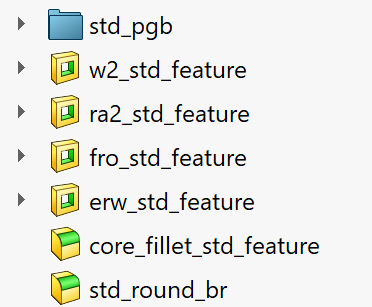 std_pgb
w2_std_feature
ra2_std_feature
fro_std_feature
erw_std_feature
core_fillet_std_feature
std_round_br